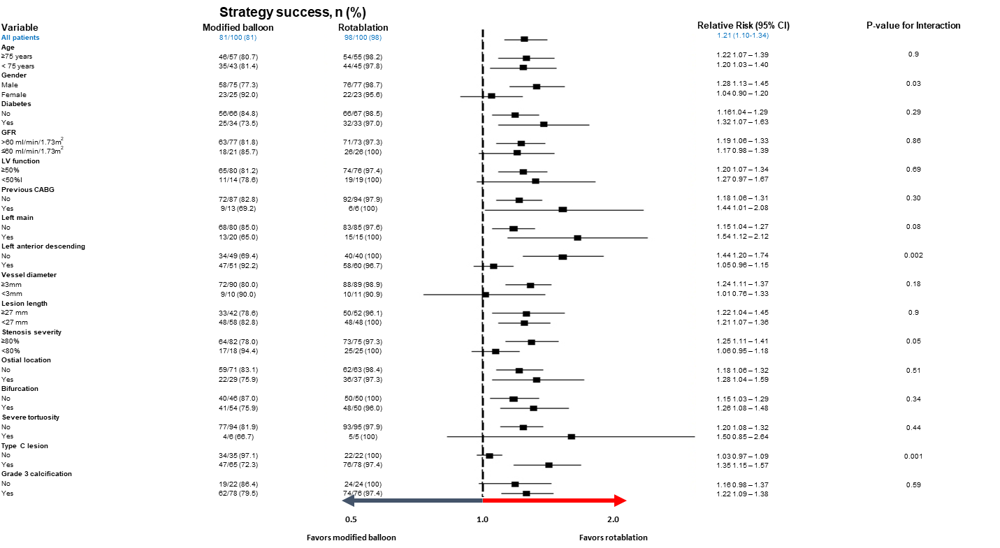 Strategy success, n (%)
Variable Modified balloon Rotablation Relative Risk (95% CI) P-value for Interaction
All patients 81/100 (81) 98/100 (98) 1.21 (1.10-1.34)
Age
≥75 years 46/57 (80.7) 54/55 (98.2) 1.22 1.07 – 1.39 0.9
< 75 years 35/43 (81.4) 44/45 (97.8) 1.20 1.03 – 1.40
Gender
Male 58/75 (77.3) 76/77 (98.7) 1.28 1.13 – 1.45 0.03
Female 23/25 (92.0) 22/23 (95.6) 1.04 0.90 – 1.20
Diabetes
No 56/66 (84.8) 66/67 (98.5) 1.161.04 – 1.29 0.29
Yes 25/34 (73.5) 32/33 (97.0) 1.32 1.07 – 1.63
GFR
>60 ml/min/1.73m² 63/77 (81.8) 71/73 (97.3) 1.19 1.06 – 1.33 0.86
≤60 ml/min/1.73m² 18/21 (85.7) 26/26 (100) 1.17 0.98 – 1.39
LV function
≥50% 65/80 (81.2) 74/76 (97.4) 1.20 1.07 – 1.34 0.69
<50%l 11/14 (78.6) 19/19 (100) 1.27 0.97 – 1.67
Previous CABG
No 72/87 (82.8) 92/94 (97.9) 1.18 1.06 – 1.31 0.30
Yes 9/13 (69.2) 6/6 (100) 1.44 1.01 – 2.08
Left main
No 68/80 (85.0) 83/85 (97.6) 1.15 1.04 – 1.27 0.08
Yes 13/20 (65.0) 15/15 (100) 1.54 1.12 – 2.12
Left anterior descending
No 34/49 (69.4) 40/40 (100) 1.44 1.20 – 1.74 0.002
Yes 47/51 (92.2) 58/60 (96.7) 1.05 0.96 – 1.15
Vessel diameter
≥3mm 72/90 (80.0) 88/89 (98.9) 1.24 1.11 – 1.37 0.18
<3mm 9/10 (90.0) 10/11 (90.9) 1.01 0.76 – 1.33
Lesion length
≥27 mm 33/42 (78.6) 50/52 (96.1) 1.22 1.04 – 1.45 0.9
<27 mm 48/58 (82.8) 48/48 (100) 1.21 1.07 – 1.36
Stenosis severity
≥80% 64/82 (78.0) 73/75 (97.3) 1.25 1.11 – 1.41 0.05
<80% 17/18 (94.4) 25/25 (100) 1.06 0.95 – 1.18
Ostial location
No 59/71 (83.1) 62/63 (98.4) 1.18 1.06 – 1.32 0.51
Yes 22/29 (75.9) 36/37 (97.3) 1.28 1.04 – 1.59
Bifurcation
No 40/46 (87.0) 50/50 (100) 1.15 1.03 – 1.29 0.34
Yes 41/54 (75.9) 48/50 (96.0) 1.26 1.08 – 1.48
Severe tortuosity
No 77/94 (81.9) 93/95 (97.9) 1.20 1.08 – 1.32 0.44
Yes 4/6 (66.7) 5/5 (100) 1.50 0.85 – 2.64
Type C lesion
No 34/35 (97.1) 22/22 (100) 1.03 0.97 – 1.09 0.001
Yes 47/65 (72.3) 76/78 (97.4) 1.35 1.15 – 1.57
Grade 3 calcification
No 19/22 (86.4) 24/24 (100) 1.16 0.98 – 1.37 0.59
Yes 62/78 (79.5) 74/76 (97.4) 1.22 1.09 – 1.38
0.5 1.0 2.0
Favors modified balloon Favors rotablation